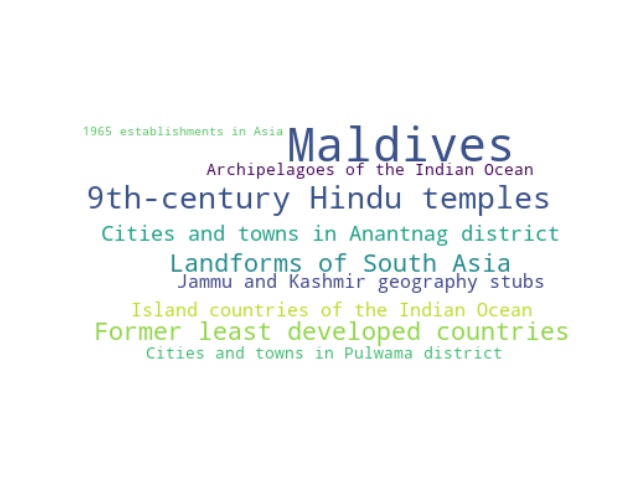 1965 establishments in Asia
Maldives
Archipelagoes of the Indian Ocean
9th-century Hindu temples
Cities and towns in Anantnag district
Landforms of South Asia
Jammu and Kashmir geography stubs
Island countries of the Indian Ocean
Former least developed countries
Cities and towns in Pulwama district